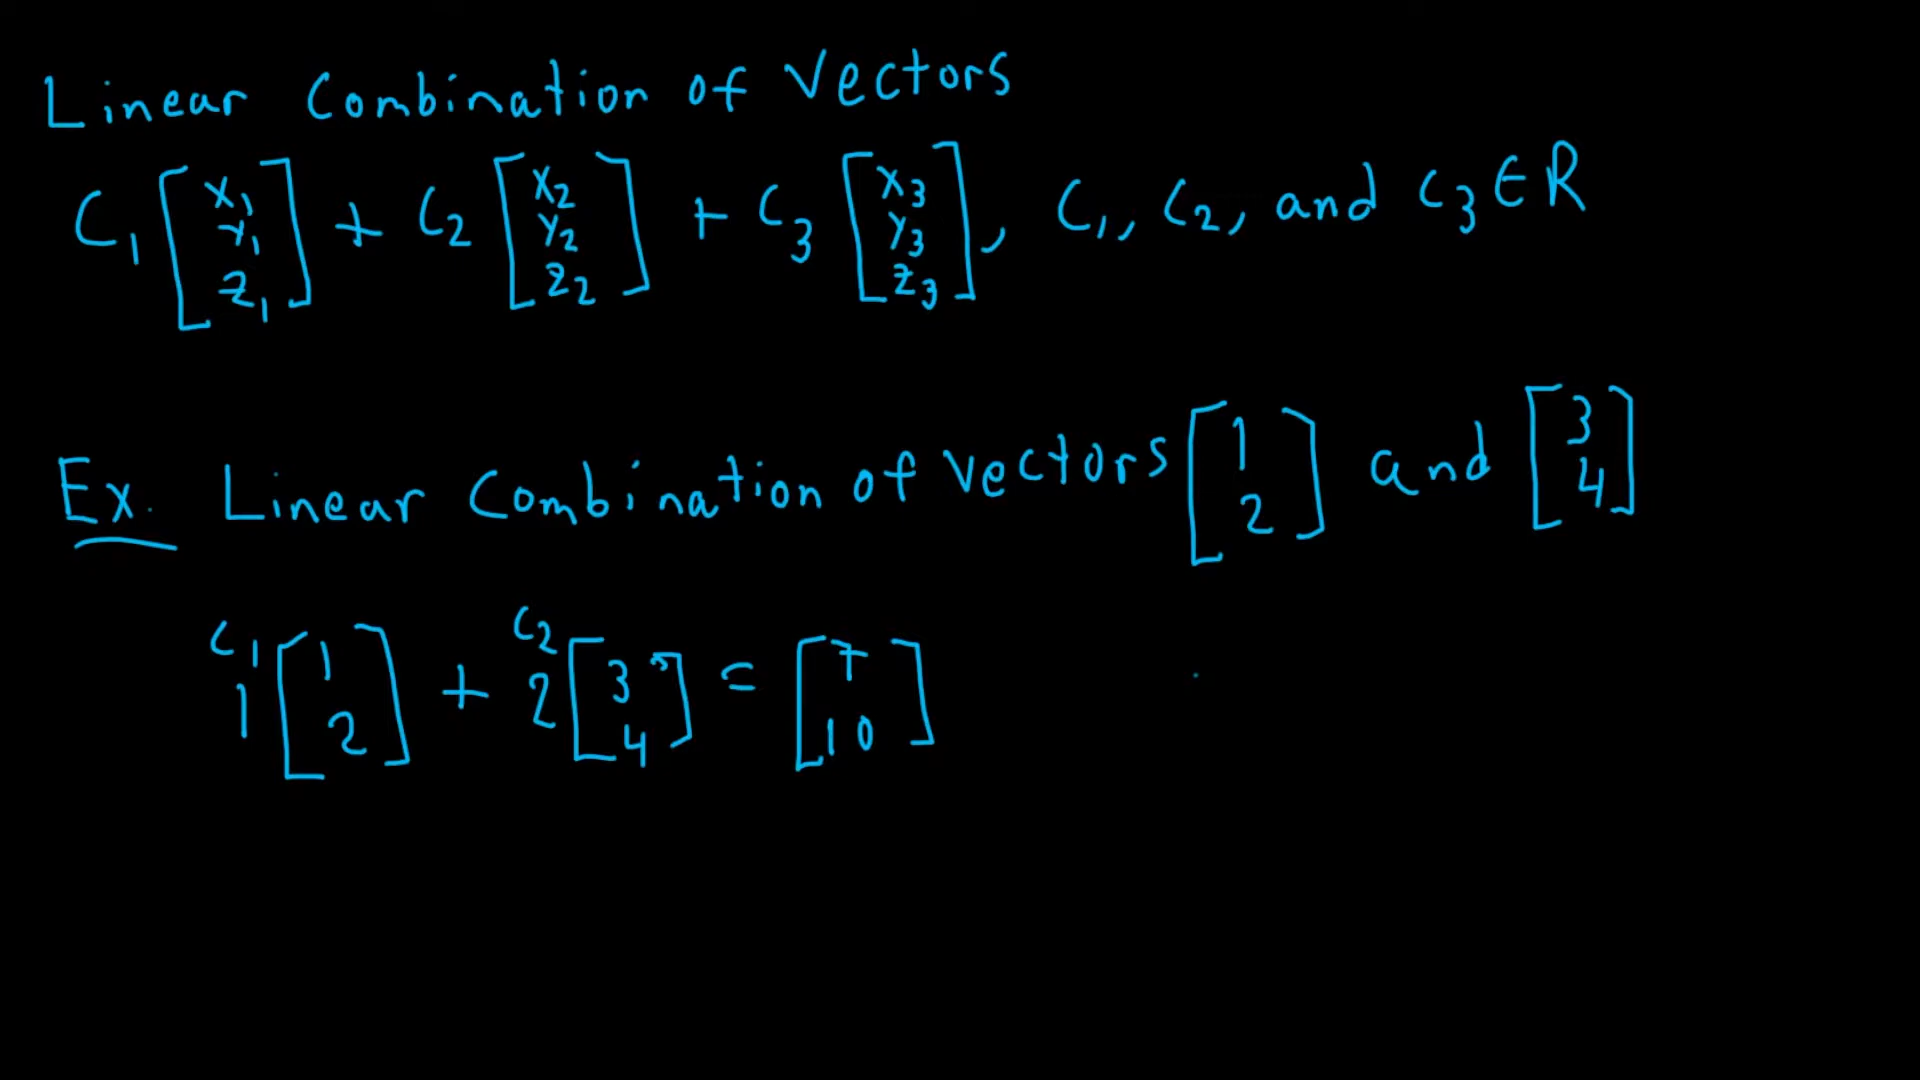 Linear Combination of Vectors
C₁ [x₁ y₁ z₁] + C₂ [x₂ y₂ z₂] + C₃ [x₃ y₃ z₃], C₁, C₂, and C₃ ∈ R
Ex. Linear Combination of Vectors [1 2] and [3 4]
C₁ C₂
1 [1 2] + 2 [3 4] = [7 10]